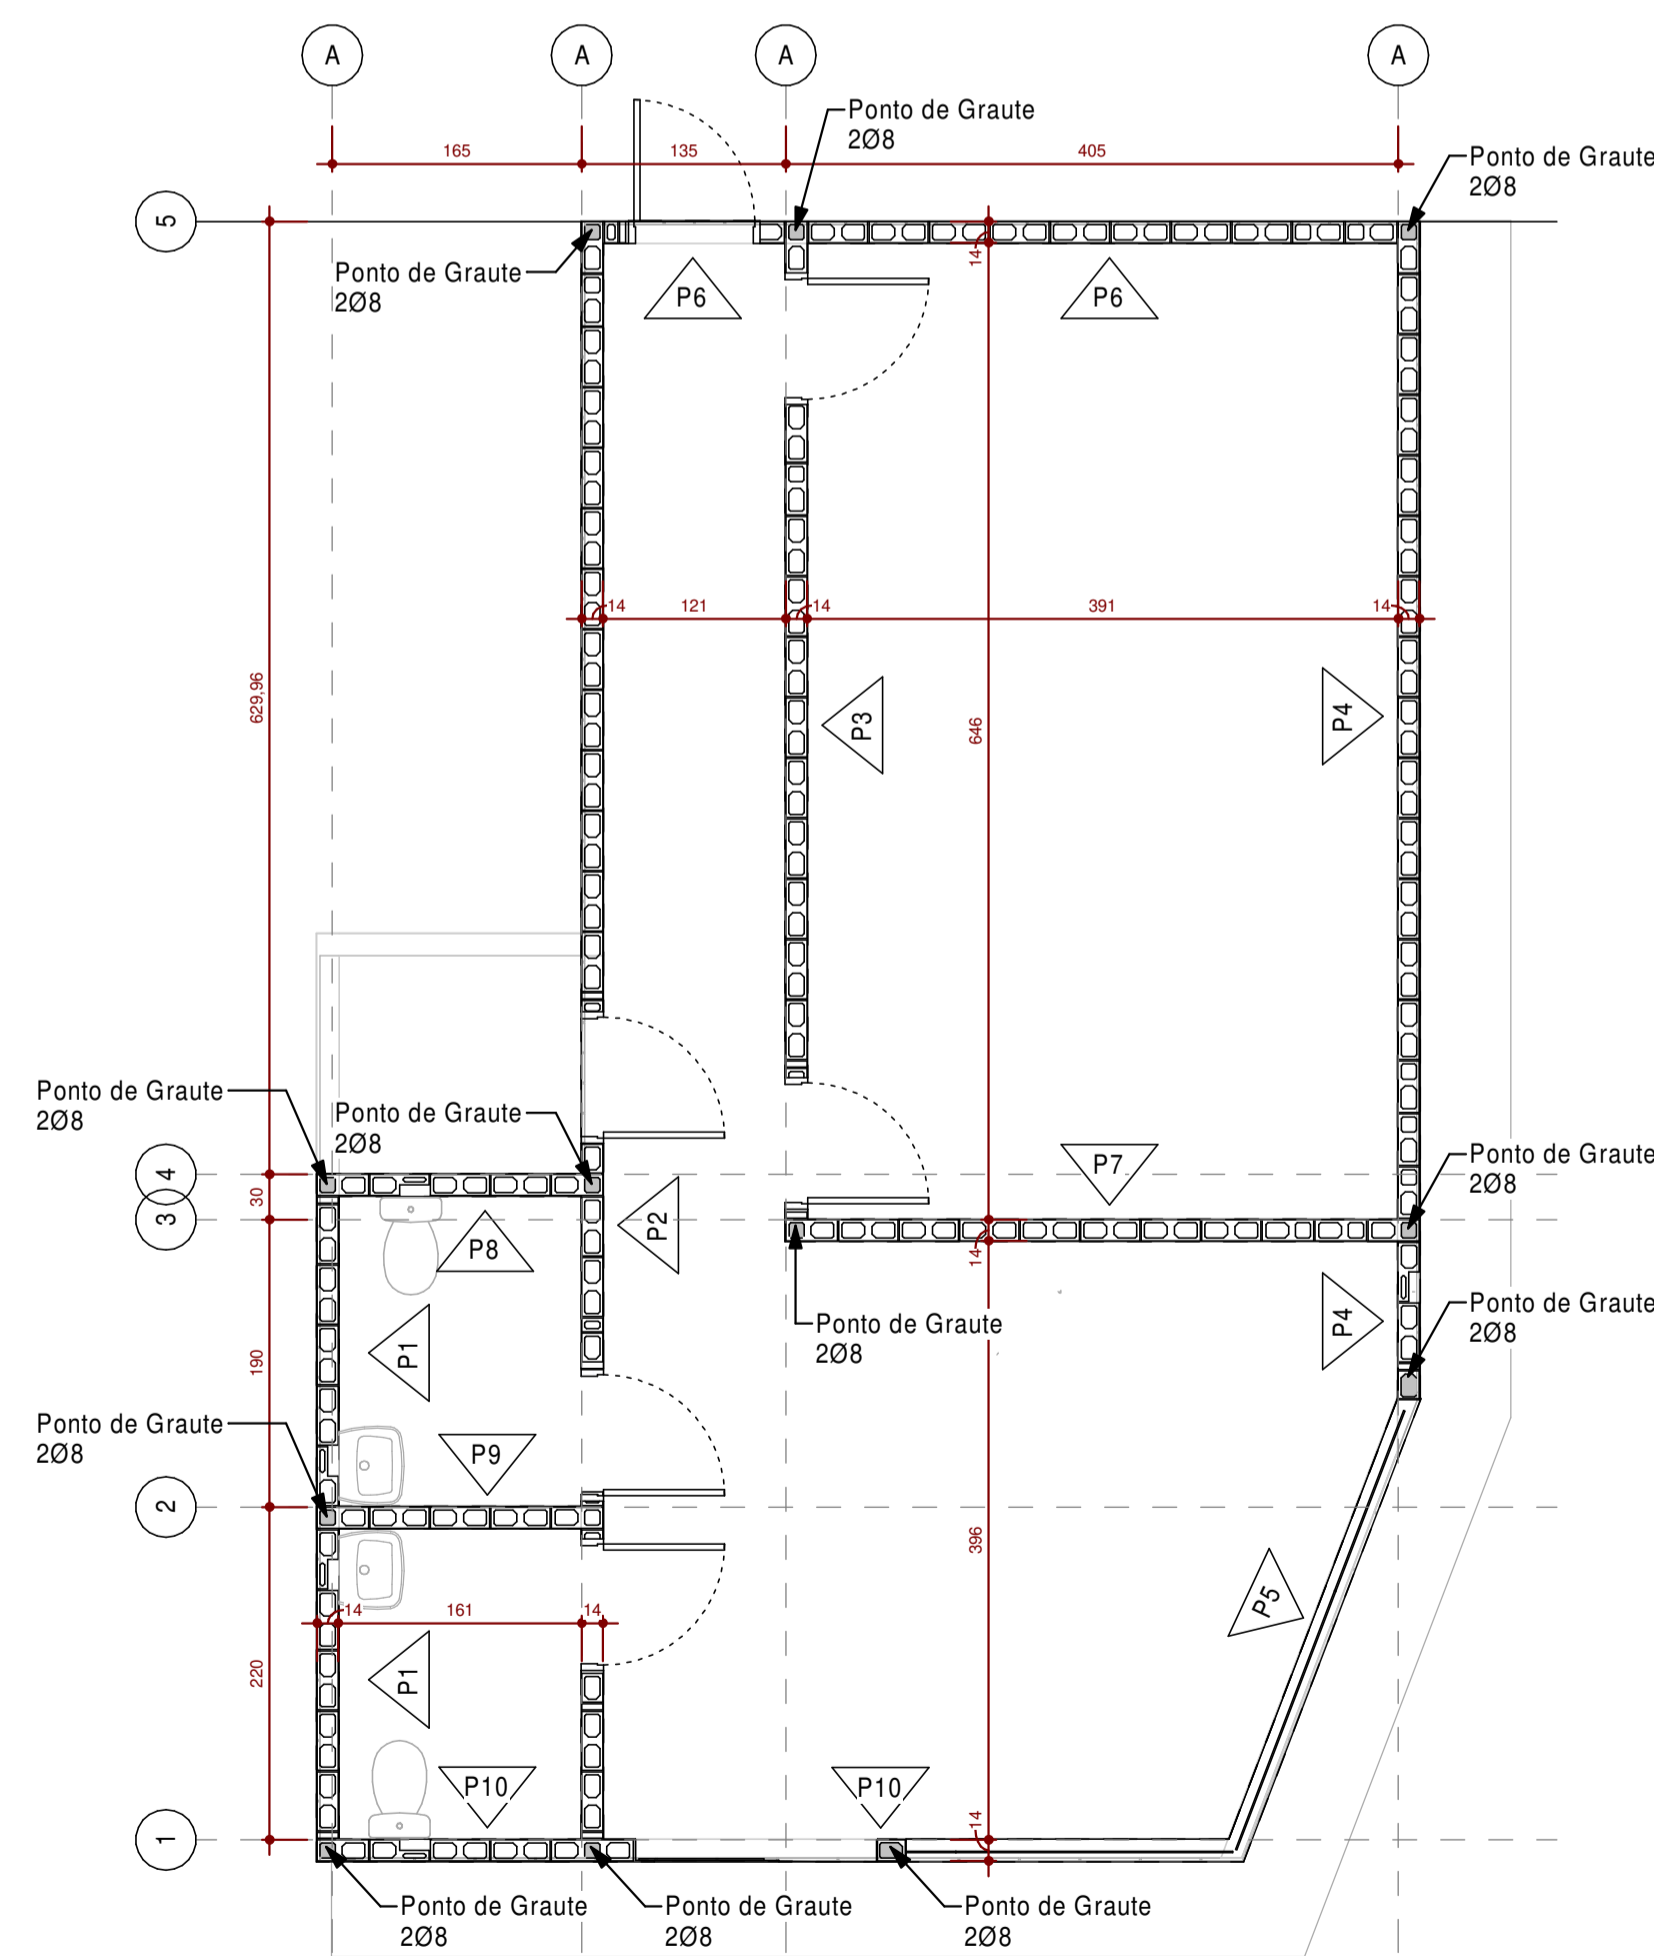 A
A
A
A
Ponto de Graute
2Ø8
165
135
405
Ponto de Graute
2Ø8
5
14
Ponto de Graute
2Ø8
P6
P6
14
121
14
391
14
629,96
646
P3
P4
Ponto de Graute
2Ø8
Ponto de Graute
2Ø8
4
P7
Ponto de Graute
2Ø8
30
3
P2
P8
14
Ponto de Graute
2Ø8
Ponto de Graute
2Ø8
P4
190
P1
Ponto de Graute
2Ø8
P9
2
396
P5
14
161
14
220
P1
P10
P10
14
1
Ponto de Graute
2Ø8
Ponto de Graute
2Ø8
Ponto de Graute
2Ø8